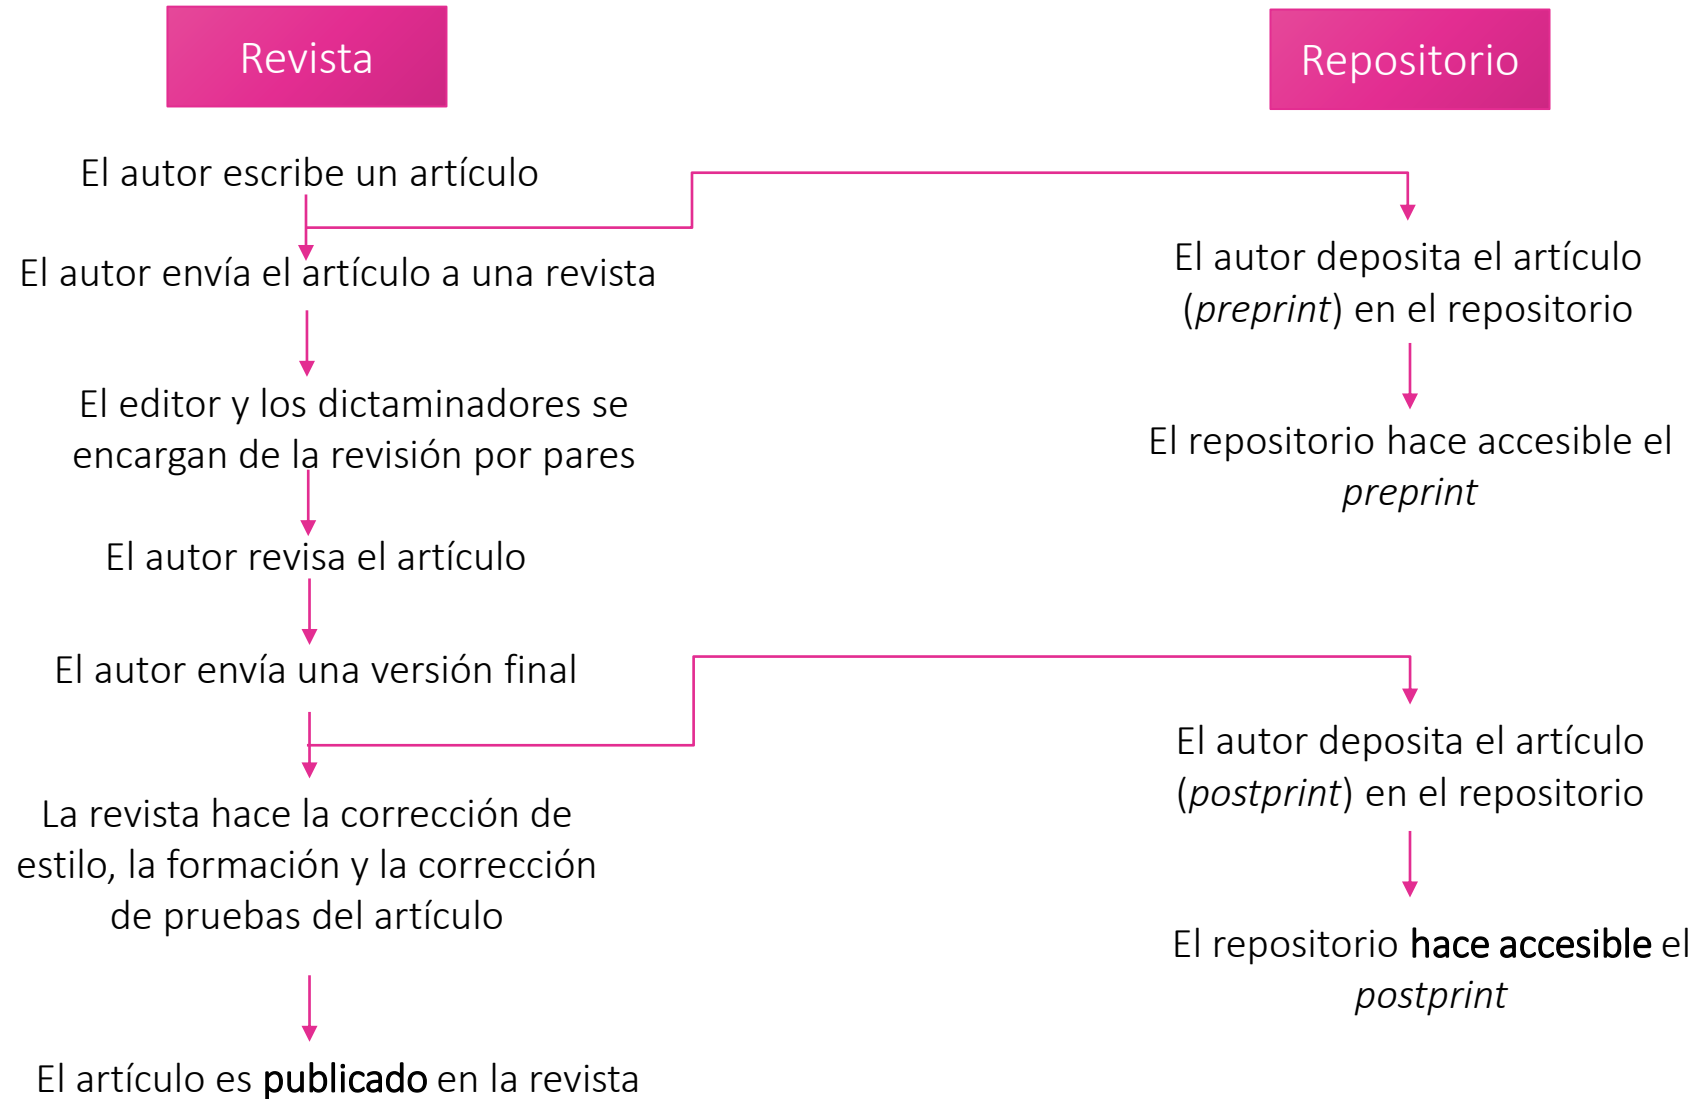 Revista
Repositorio
El autor escribe un artículo
El autor envía el artículo a una revista
El editor y los dictaminadores se
encargan de la revisión por pares
El autor revisa el artículo
El autor envía una versión final
La revista hace la corrección de
estilo, la formación y la corrección
de pruebas del artículo
El artículo es publicado en la revista
El autor deposita el artículo
(preprint) en el repositorio
El repositorio hace accesible el
preprint
El autor deposita el artículo
(postprint) en el repositorio
El repositorio hace accesible el
postprint